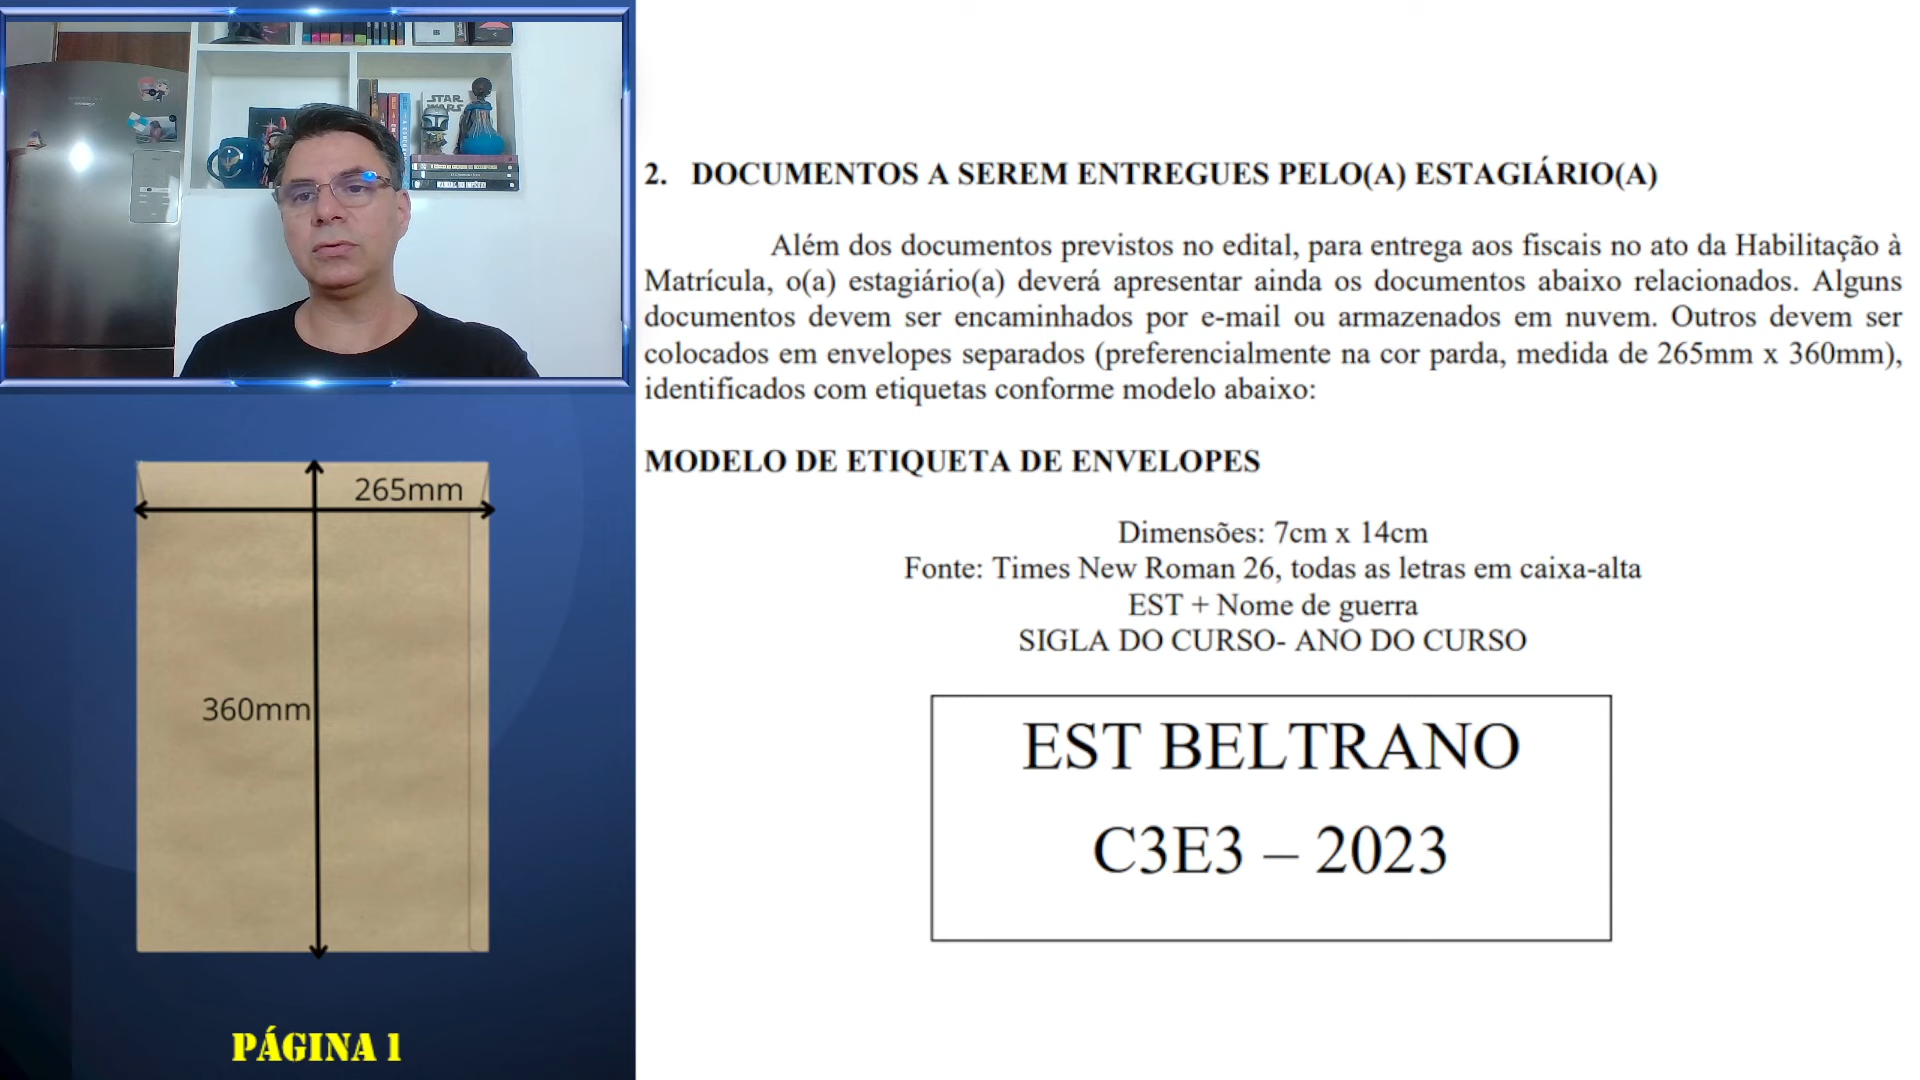 STAR
WARS
2. DOCUMENTOS A SEREM ENTREGUES PELO(A) ESTAGIÁRIO(A)
Além dos documentos previstos no edital, para entrega aos fiscais no ato da Habilitação à
Matrícula, o(a) estagiário(a) deverá apresentar ainda os documentos abaixo relacionados. Alguns
documentos devem ser encaminhados por e-mail ou armazenados em nuvem. Outros devem ser
colocados em envelopes separados (preferencialmente na cor parda, medida de 265mm x 360mm),
identificados com etiquetas conforme modelo abaixo:
MODELO DE ETIQUETA DE ENVELOPES
Dimensões: 7cm x 14cm
Fonte: Times New Roman 26, todas as letras em caixa-alta
EST + Nome de guerra
SIGLA DO CURSO- ANO DO CURSO
EST BELTRANO
C3E3 – 2023
265mm
360mm
PÁGINA 1